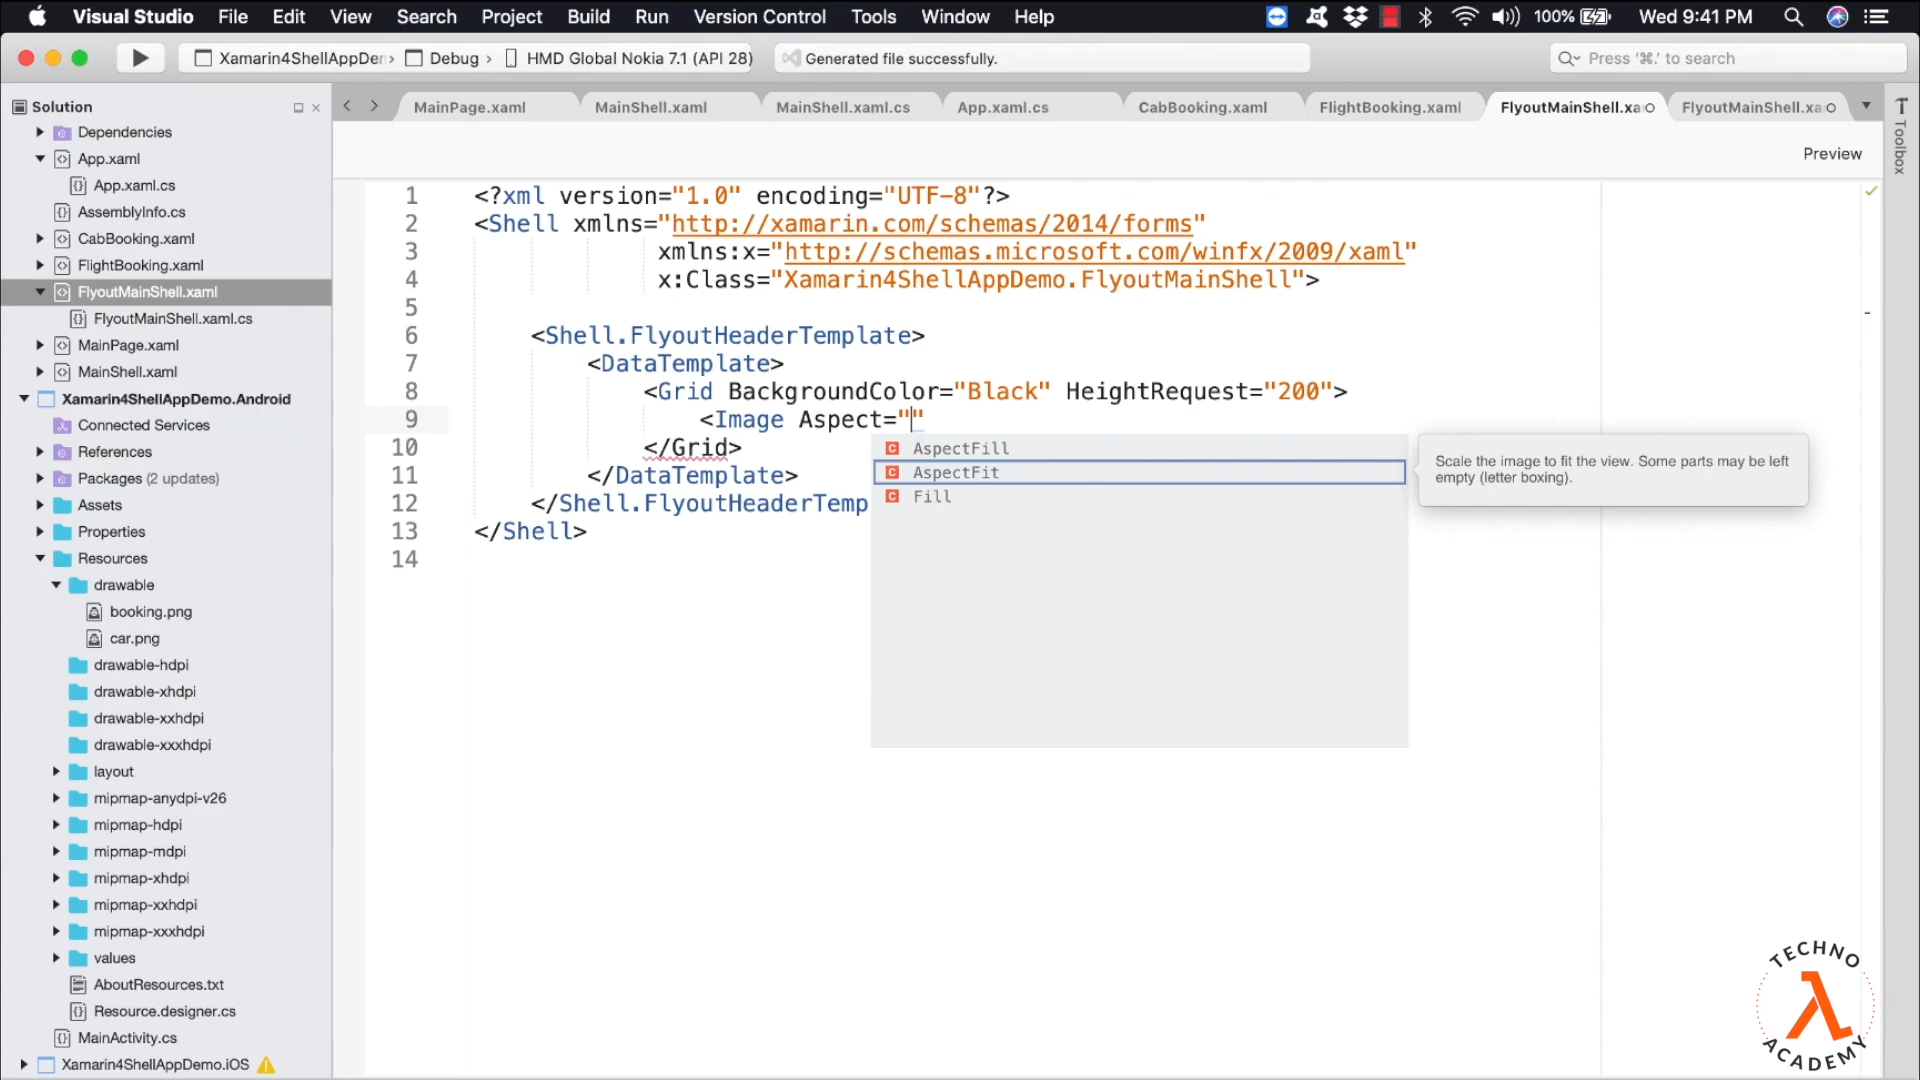 Visual Studio File Edit View Search Project Build Run Version Control Tools Window Help 100% Wed 9:41 PM
Xamarin4ShellAppDer › Debug › HMD Global Nokia 7.1 (API 28) Generated file successfully. Press '⌘.' to search
Solution
MainPage.xaml MainShell.xaml MainShell.xaml.cs App.xaml.cs CabBooking.xaml FlightBooking.xaml FlyoutMainShell.xa FlyoutMainShell.xa
Toolbox
Preview
Dependencies
App.xaml
App.xaml.cs
AssemblyInfo.cs
CabBooking.xaml
FlightBooking.xaml
FlyoutMainShell.xaml
FlyoutMainShell.xaml.cs
MainPage.xaml
MainShell.xaml
Xamarin4ShellAppDemo.Android
Connected Services
References
Packages (2 updates)
Assets
Properties
Resources
drawable
booking.png
car.png
drawable-hdpi
drawable-xhdpi
drawable-xxhdpi
drawable-xxxhdpi
layout
mipmap-anydpi-v26
mipmap-hdpi
mipmap-mdpi
mipmap-xhdpi
mipmap-xxhdpi
mipmap-xxxhdpi
values
AboutResources.txt
Resource.designer.cs
MainActivity.cs
Xamarin4ShellAppDemo.iOS
1 <?xml version="1.0" encoding="UTF-8"?>
2 <Shell xmlns="http://xamarin.com/schemas/2014/forms"
3 xmlns:x="http://schemas.microsoft.com/winfx/2009/xaml"
4 x:Class="Xamarin4ShellAppDemo.FlyoutMainShell">
5
6 <Shell.FlyoutHeaderTemplate>
7 <DataTemplate>
8 <Grid BackgroundColor="Black" HeightRequest="200">
9 <Image Aspect=""
10 </Grid>
11 </DataTemplate>
12 </Shell.FlyoutHeaderTemp
13 </Shell>
14
AspectFill
AspectFit
Fill
Scale the image to fit the view. Some parts may be left
empty (letter boxing).
TECHNO
ACADEMY